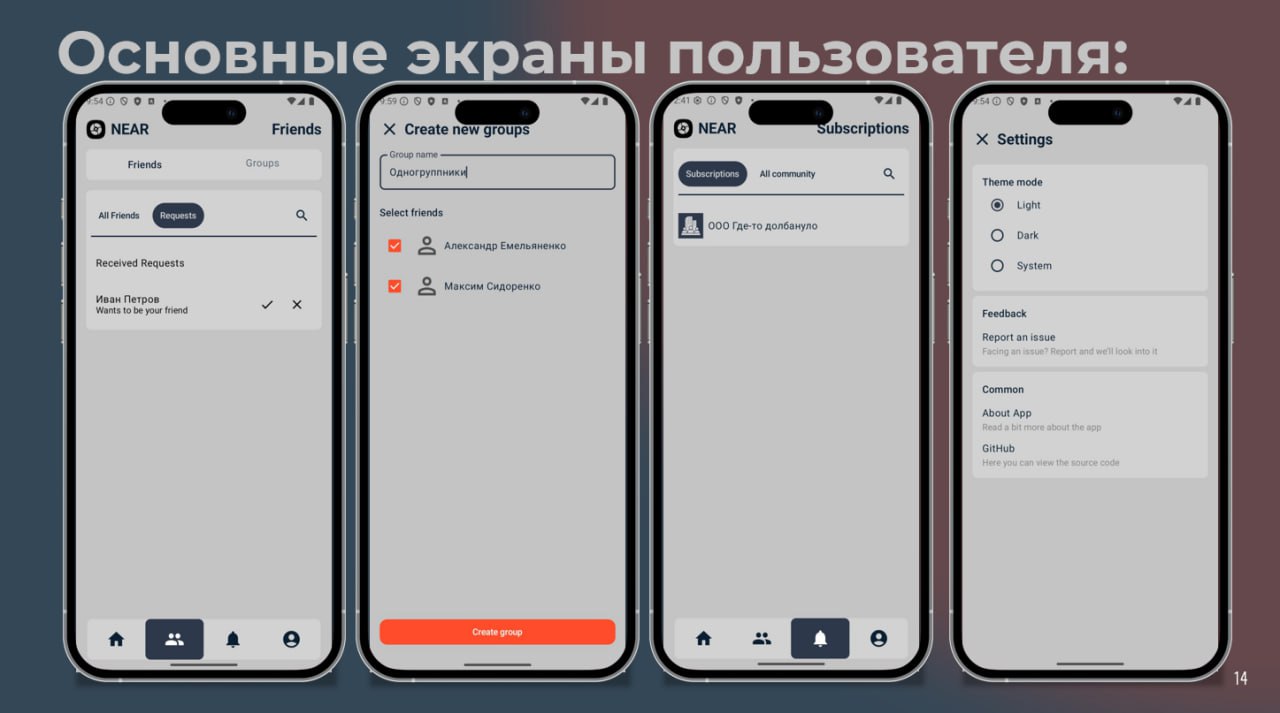 Основные экраны пользователя:
9:54
NEAR
Friends
Friends
Groups
All Friends
Requests
Received Requests
Иван Петров
Wants to be your friend
9:59
Create new groups
Group name
Одногруппники
Select friends
Александр Емельяненко
Максим Сидоренко
Create group
2:41
NEAR
Subscriptions
Subscriptions
All community
ООО Где-то долбануло
9:54
Settings
Theme mode
Light
Dark
System
Feedback
Report an issue
Facing an issue? Report and we'll look into it
Common
About App
Read a bit more about the app
GitHub
Here you can view the source code
14